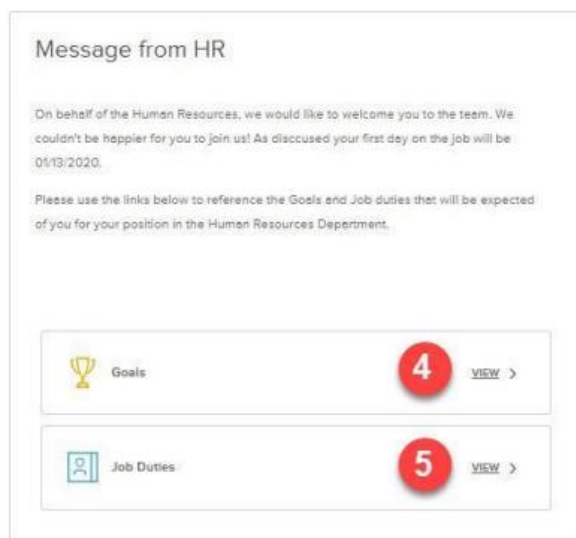 Message from HR
On behalf of the Human Resources, we would like to welcome you to the team. We
couldn't be happier for you to join us! As disccused your first day on the job will be
01/13/2020.
Please use the links below to reference the Goals and Job duties that will be expected
of you for your position in the Human Resources Department.
Goals 4 VIEW >
Job Duties 5 VIEW >